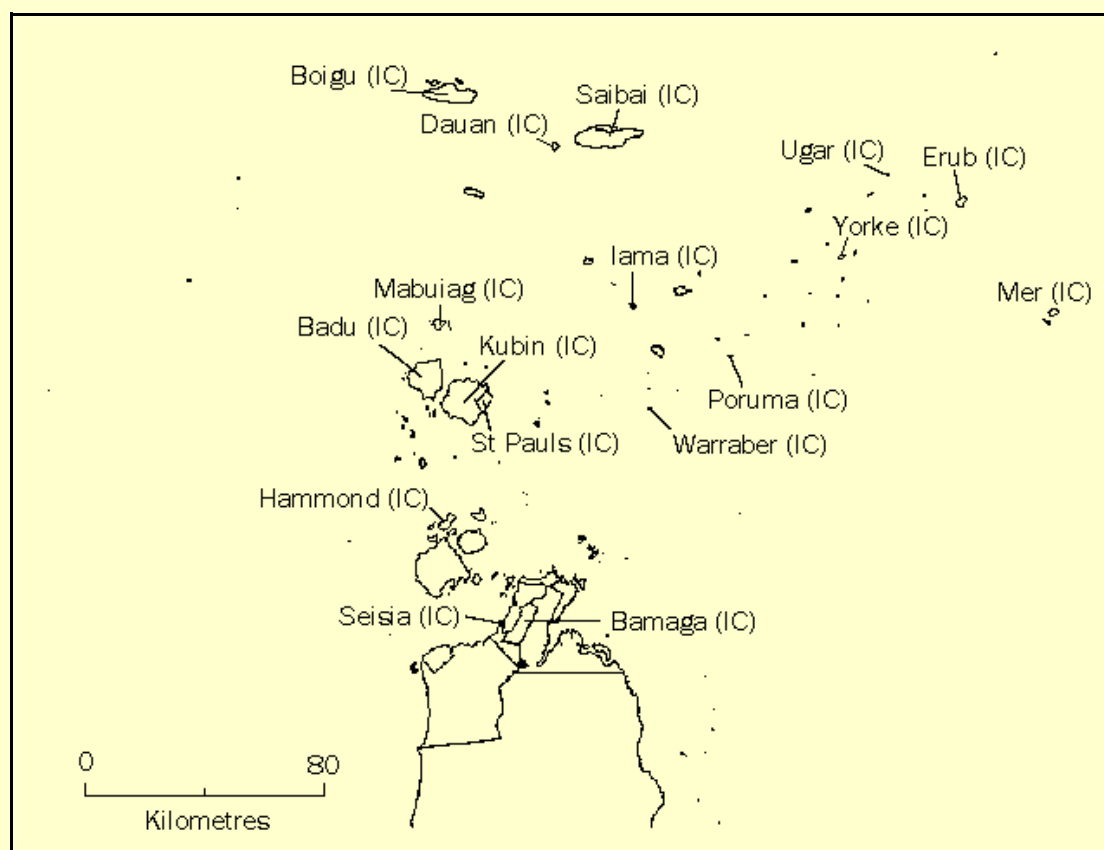 Boigu (IC)
Saibai (IC)
Dauan (IC)
Ugar (IC)
Erub (IC)
Yorke (IC)
Iama (IC)
Mabuiag (IC)
Mer (IC)
Badu (IC)
Kubin (IC)
Poruma (IC)
St Pauls (IC)
Warraber (IC)
Hammond (IC)
Seisia (IC)
Bamaga (IC)
0 80
Kilometres